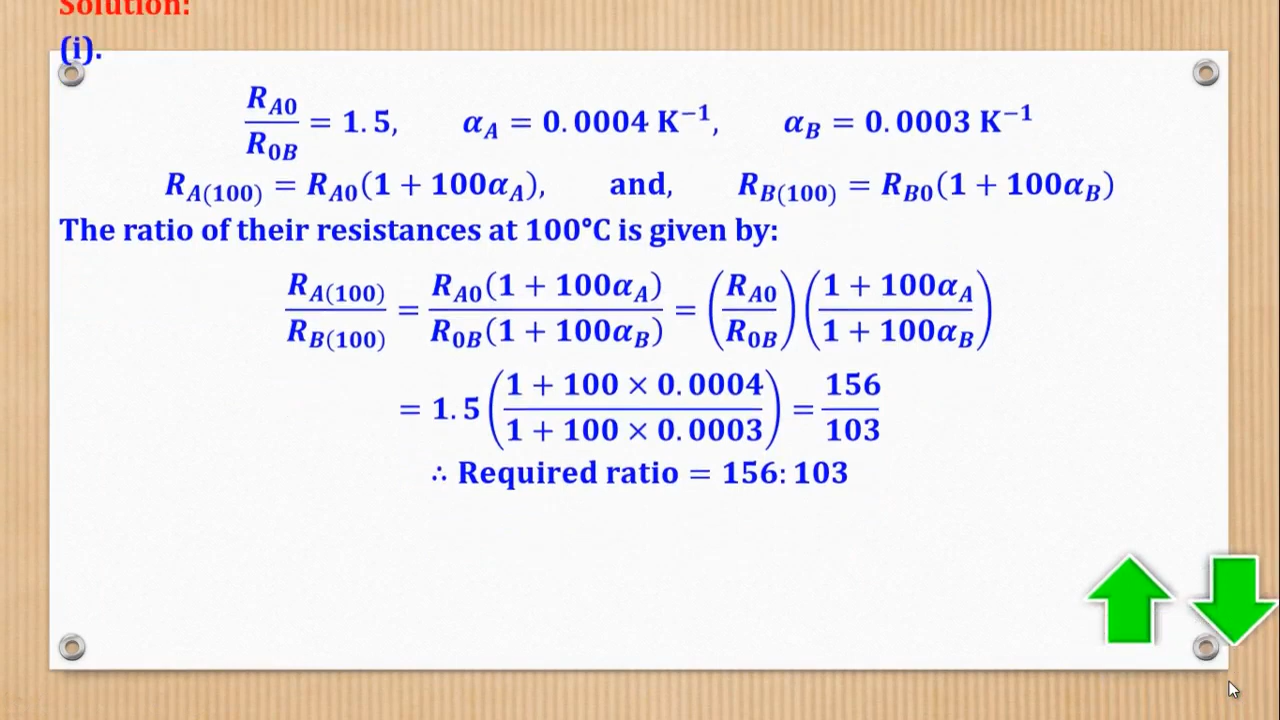 Solution:
(i).
R_A0/R_0B = 1.5, α_A = 0.0004 K⁻¹, α_B = 0.0003 K⁻¹
R_A(100) = R_A0(1 + 100α_A), and, R_B(100) = R_B0(1 + 100α_B)
The ratio of their resistances at 100°C is given by:
R_A(100)/R_B(100) = R_A0(1 + 100α_A)/R_0B(1 + 100α_B) = (R_A0/R_0B)((1 + 100α_A)/(1 + 100α_B))
= 1.5((1 + 100 × 0.0004)/(1 + 100 × 0.0003)) = 156/103
∴ Required ratio = 156:103